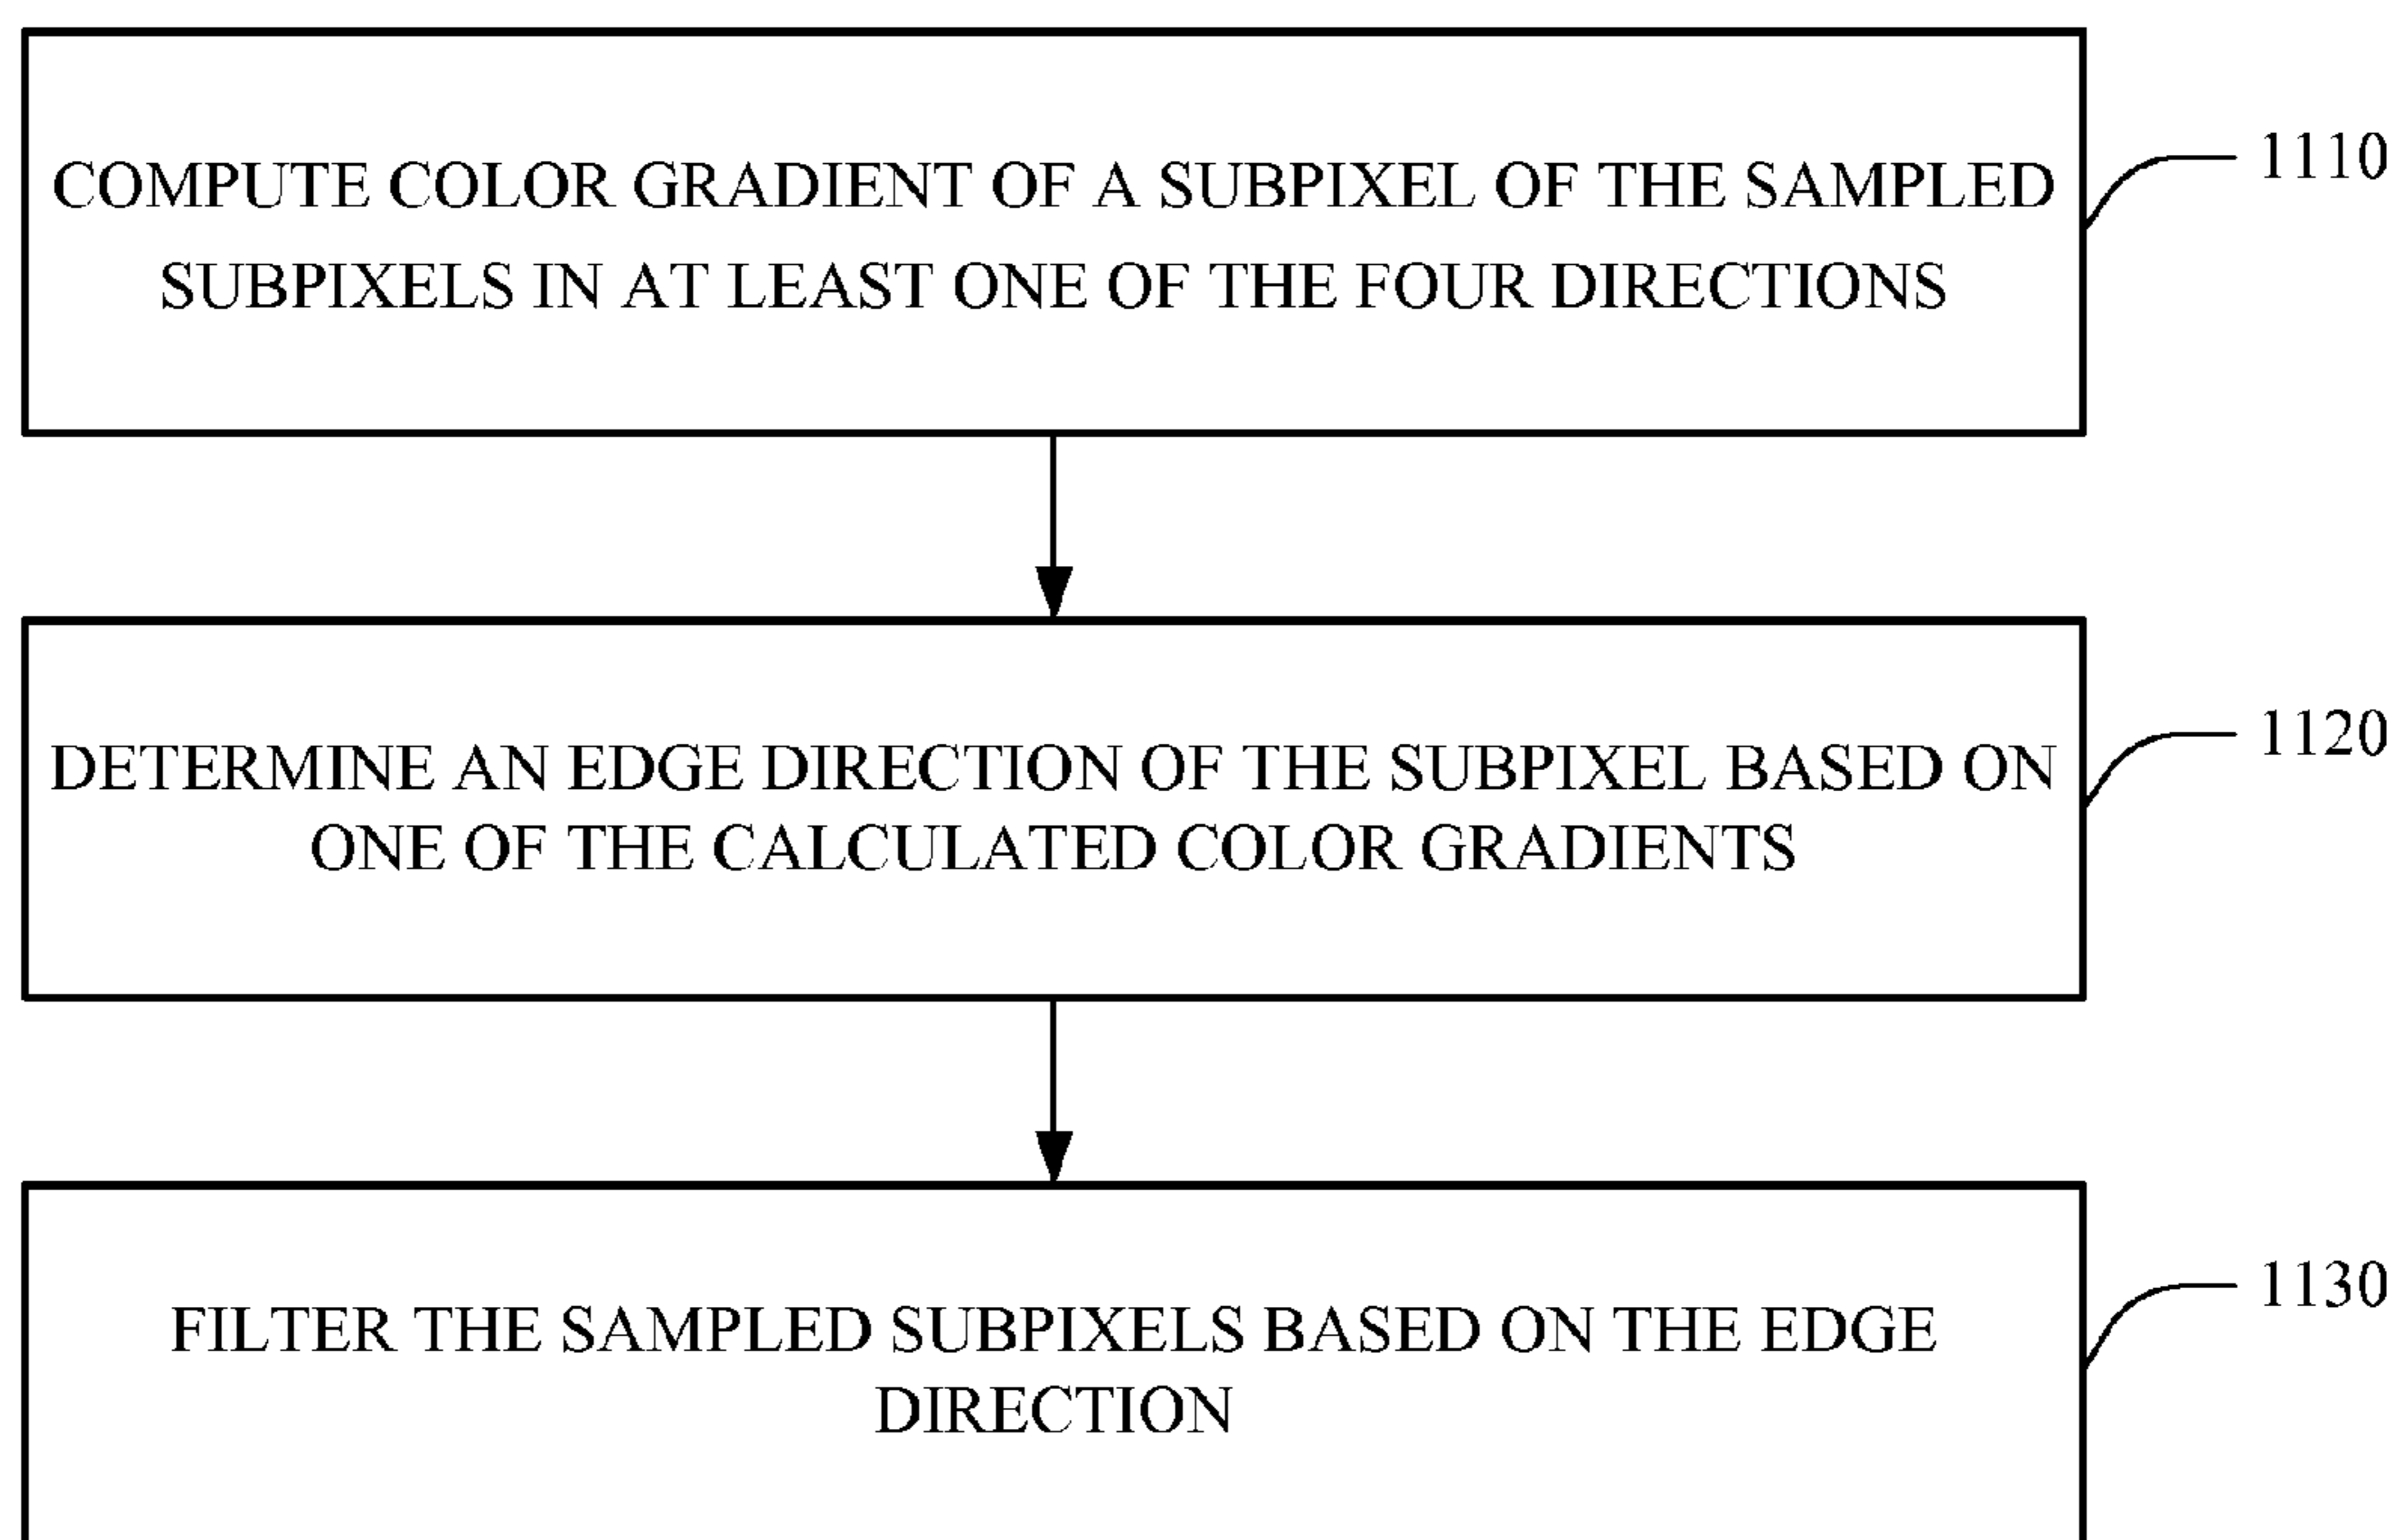 COMPUTE COLOR GRADIENT OF A SUBPIXEL OF THE SAMPLED
SUBPIXELS IN AT LEAST ONE OF THE FOUR DIRECTIONS
1110
DETERMINE AN EDGE DIRECTION OF THE SUBPIXEL BASED ON
ONE OF THE CALCULATED COLOR GRADIENTS
1120
FILTER THE SAMPLED SUBPIXELS BASED ON THE EDGE
DIRECTION
1130